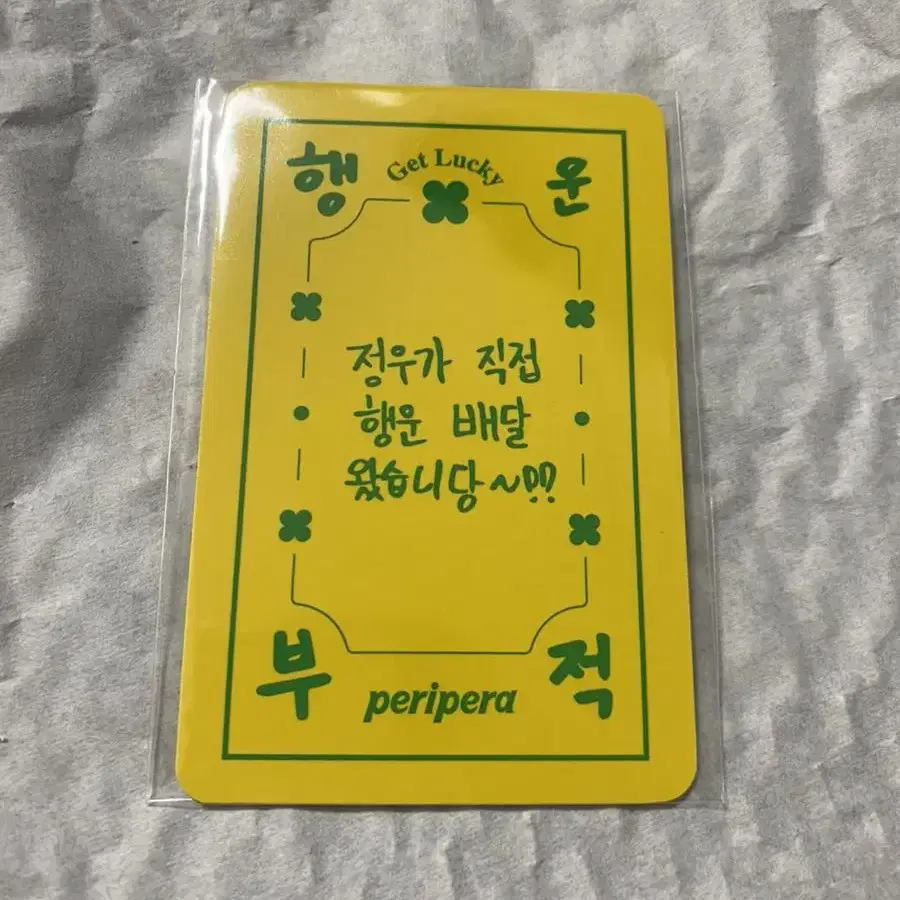 Get Lucky
행 운
정우가 직접
행운 배달
왔습니당~!!
부 적
peripera